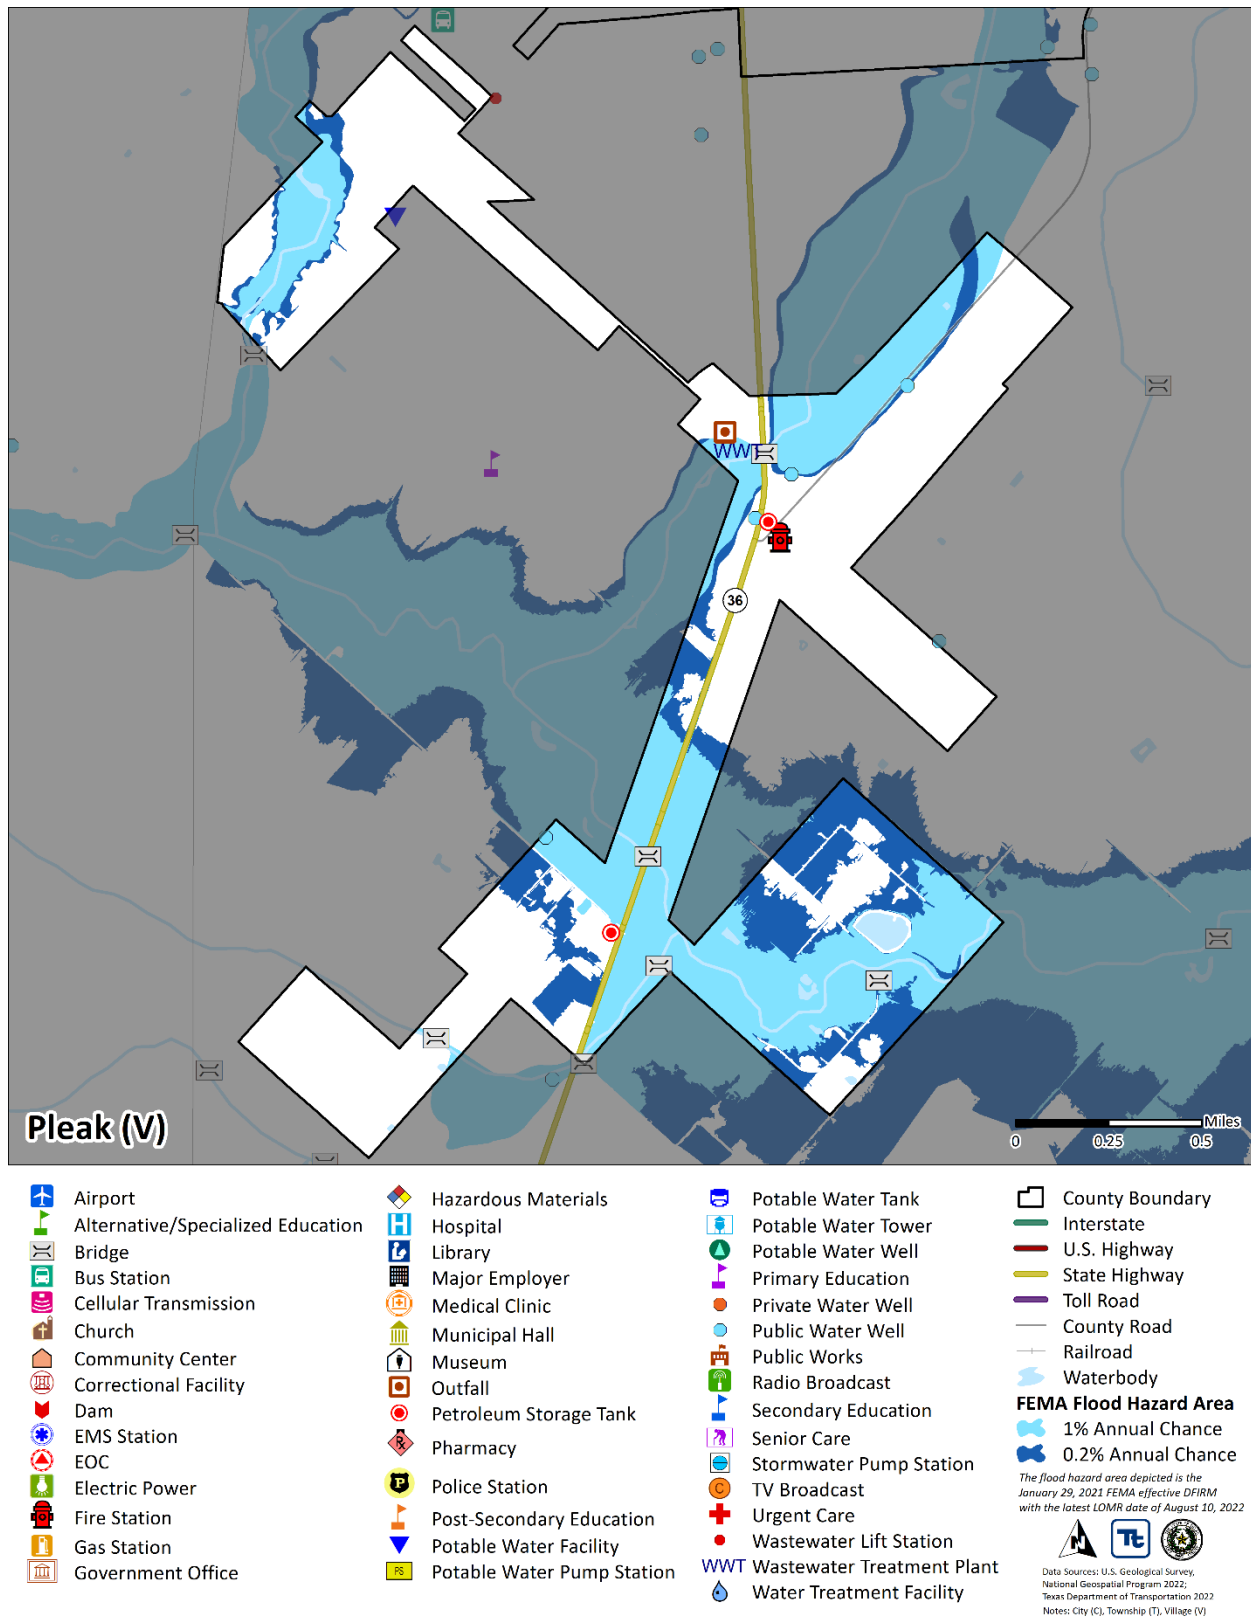 WWT
36
Pleak (V)
Miles
0 0.25 0.5
Airport
Alternative/Specialized Education
Bridge
Bus Station
Cellular Transmission
Church
Community Center
Correctional Facility
Dam
EMS Station
EOC
Electric Power
Fire Station
Gas Station
Government Office
Hazardous Materials
H Hospital
Library
Major Employer
Medical Clinic
Municipal Hall
Museum
Outfall
Petroleum Storage Tank
Rx Pharmacy
P Police Station
Post-Secondary Education
Potable Water Facility
PS Potable Water Pump Station
Potable Water Tank
Potable Water Tower
Potable Water Well
Primary Education
Private Water Well
Public Water Well
Public Works
Radio Broadcast
Secondary Education
Senior Care
Stormwater Pump Station
C TV Broadcast
Urgent Care
Wastewater Lift Station
WWT Wastewater Treatment Plant
Water Treatment Facility
County Boundary
Interstate
U.S. Highway
State Highway
Toll Road
County Road
Railroad
Waterbody
FEMA Flood Hazard Area
1% Annual Chance
0.2% Annual Chance
The flood hazard area depicted is the
January 29, 2021 FEMA effective DFIRM
with the latest LOMR date of August 10, 2022
N Tt
Data Sources: U.S. Geological Survey,
National Geospatial Program 2022;
Texas Department of Transportation 2022
Notes: City (C), Township (T), Village (V)